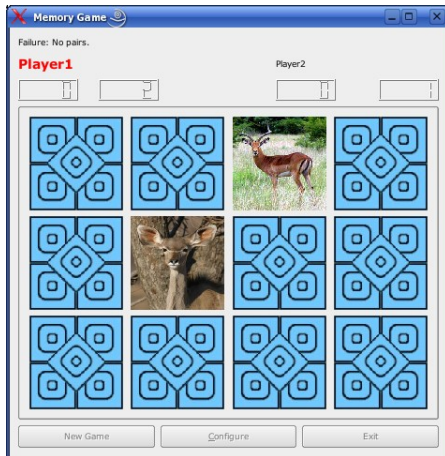 Memory Game
Failure: No pairs.
Player1 Player2
0 2 0 1
New Game Configure Exit